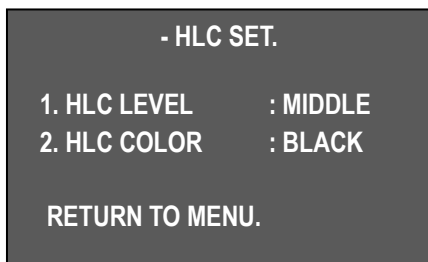 - HLC SET.
1. HLC LEVEL : MIDDLE
2. HLC COLOR : BLACK
RETURN TO MENU.